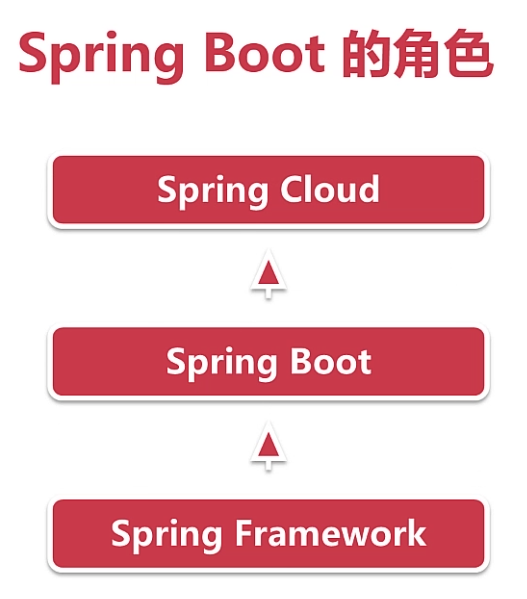 Spring Boot 的角色
Spring Cloud
Spring Boot
Spring Framework